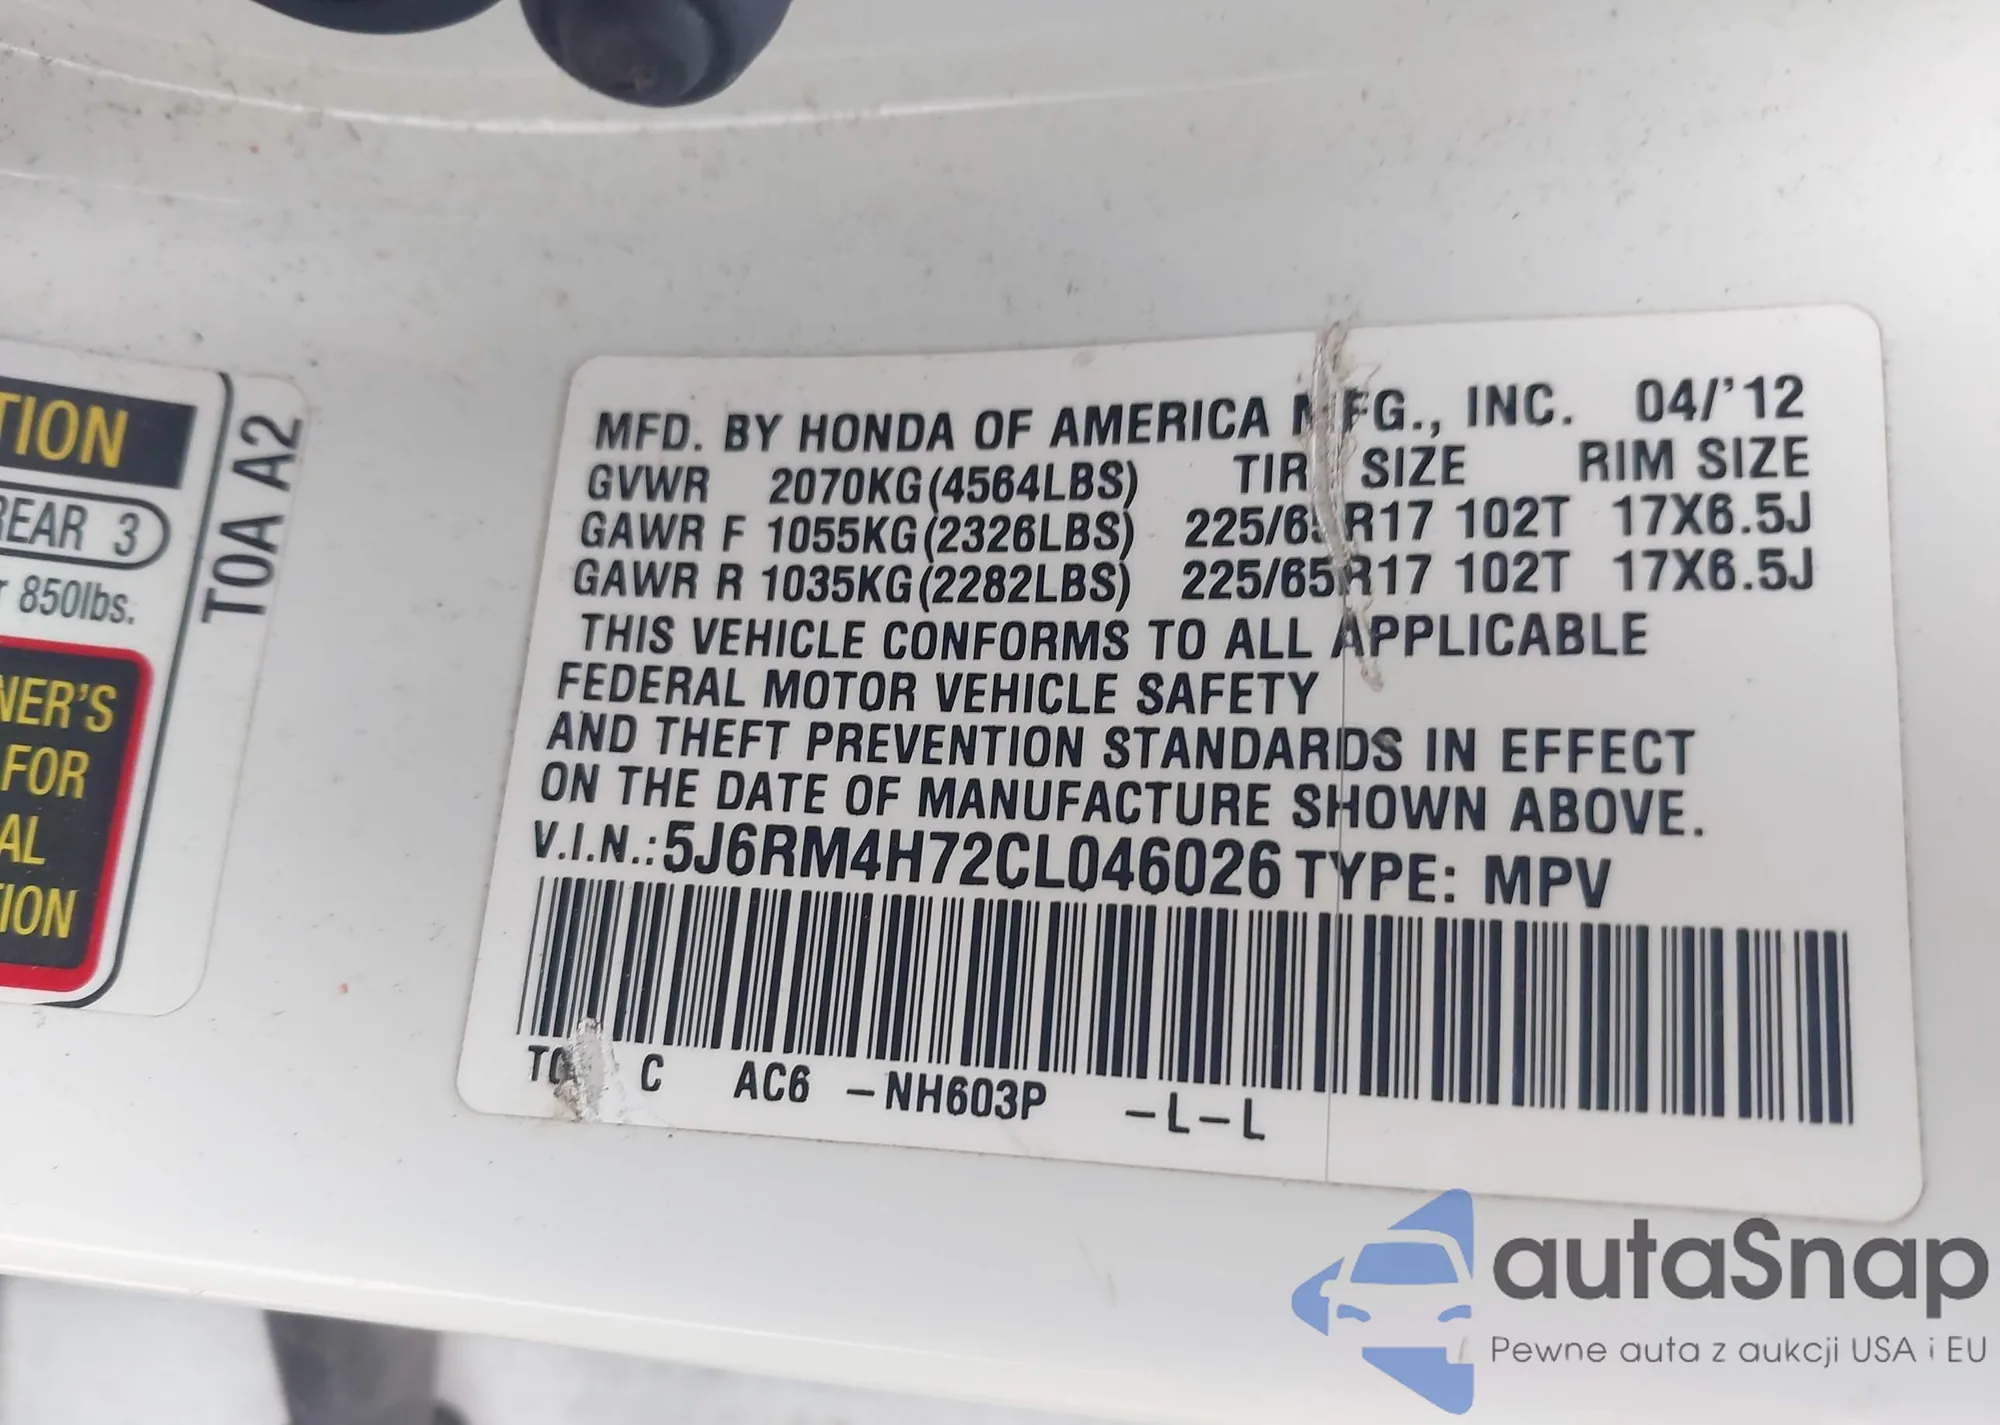 TION
REAR 3
850lbs.
NER'S
FOR
AL
ION
T0A A2
MFD. BY HONDA OF AMERICA MFG., INC. 04/'12
GVWR 2070KG(4564LBS) TIR SIZE RIM SIZE
GAWR F 1055KG(2326LBS) 225/65R17 102T 17X6.5J
GAWR R 1035KG(2282LBS) 225/65R17 102T 17X6.5J
THIS VEHICLE CONFORMS TO ALL APPLICABLE
FEDERAL MOTOR VEHICLE SAFETY
AND THEFT PREVENTION STANDARDS IN EFFECT
ON THE DATE OF MANUFACTURE SHOWN ABOVE.
V.I.N.:5J6RM4H72CL046026 TYPE: MPV
C AC6 -NH603P -L-L
autaSnap
Pewne auta z aukcji USA i EU